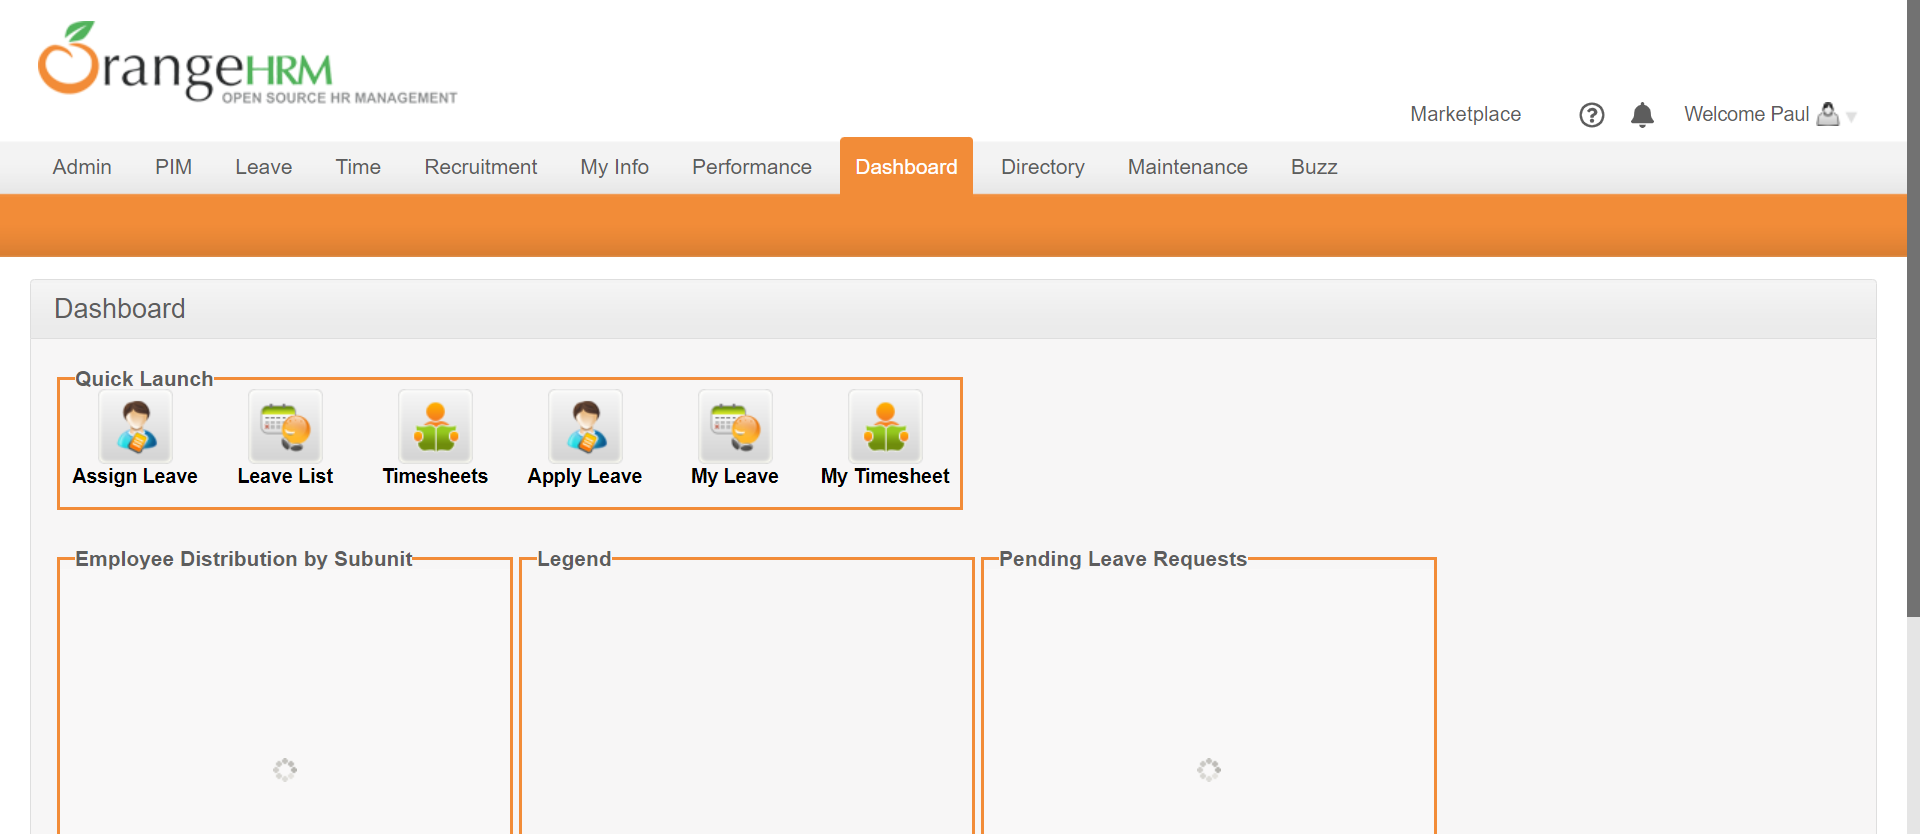 OrangeHRM
OPEN SOURCE HR MANAGEMENT
Marketplace
?
Welcome Paul
Admin PIM Leave Time Recruitment My Info Performance Dashboard Directory Maintenance Buzz
Dashboard
Quick Launch
Assign Leave Leave List Timesheets Apply Leave My Leave My Timesheet
Employee Distribution by Subunit Legend Pending Leave Requests